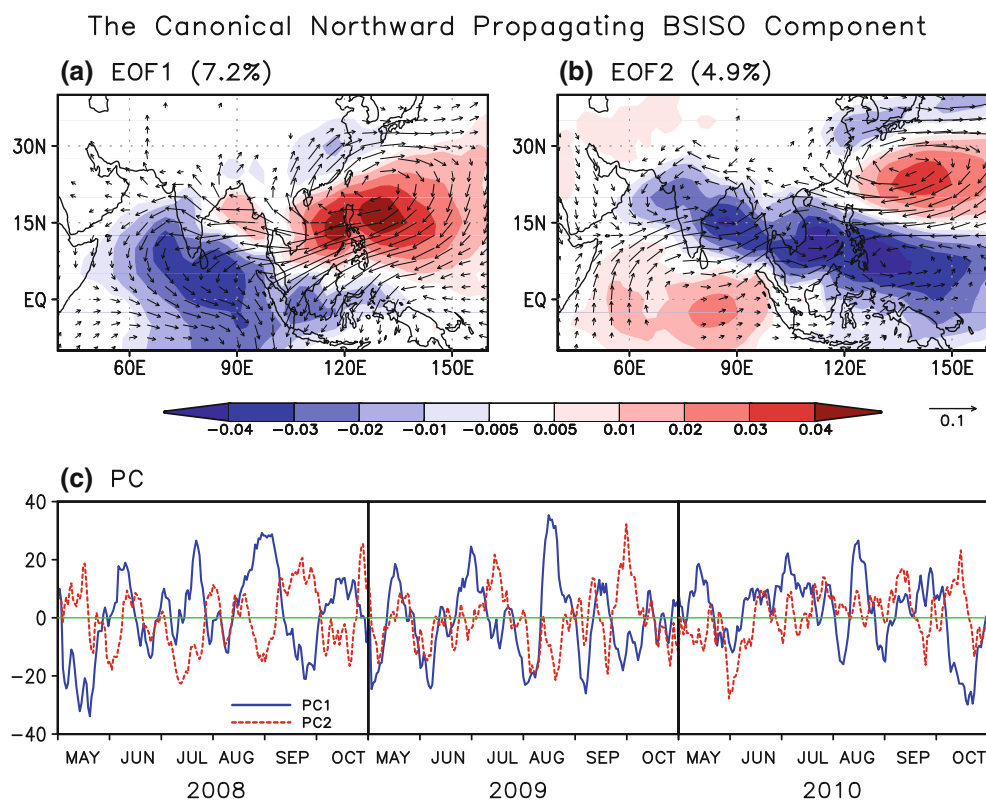 The Canonical Northward Propagating BSISO Component
(a) EOF1 (7.2%)
(b) EOF2 (4.9%)
30N
15N
EQ
60E 90E 120E 150E
30N
15N
EQ
60E 90E 120E 150E
-0.04 -0.03 -0.02 -0.01 -0.005 0.005 0.01 0.02 0.03 0.04
0.1
(c) PC
40
20
0
-20
-40
PC1
PC2
MAY JUN JUL AUG SEP OCT MAY JUN JUL AUG SEP OCT MAY JUN JUL AUG SEP OCT
2008 2009 2010